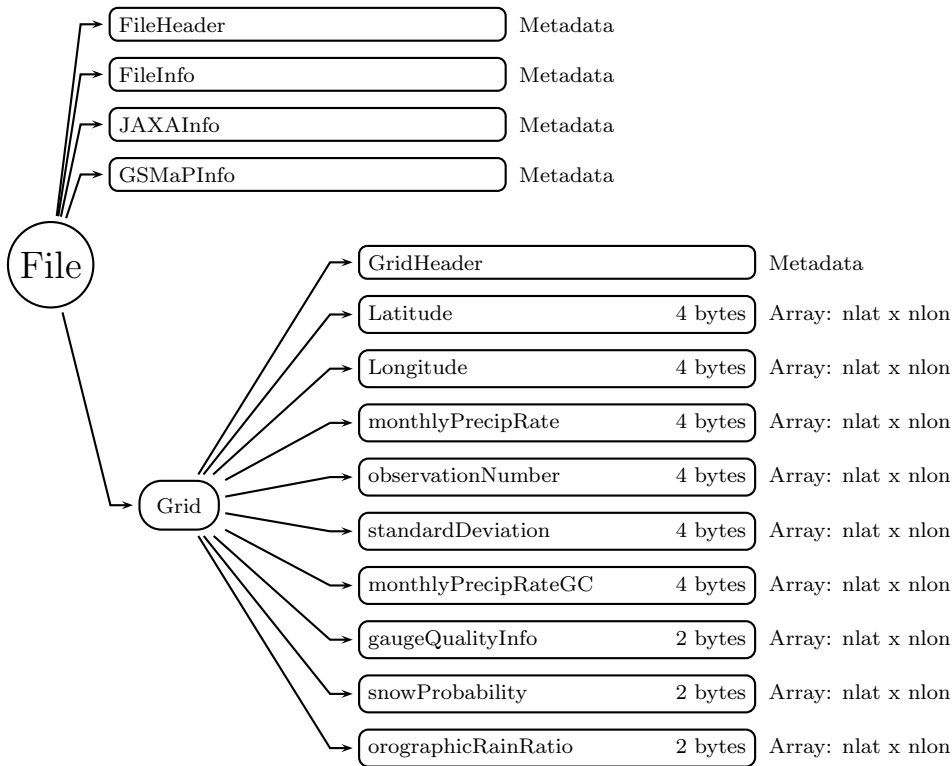 FileHeader Metadata
FileInfo Metadata
JAXAInfo Metadata
GSMaPInfo Metadata
File
GridHeader Metadata
Latitude 4 bytes Array: nlat x nlon
Longitude 4 bytes Array: nlat x nlon
monthlyPrecipRate 4 bytes Array: nlat x nlon
observationNumber 4 bytes Array: nlat x nlon
Grid
standardDeviation 4 bytes Array: nlat x nlon
monthlyPrecipRateGC 4 bytes Array: nlat x nlon
gaugeQualityInfo 2 bytes Array: nlat x nlon
snowProbability 2 bytes Array: nlat x nlon
orographicRainRatio 2 bytes Array: nlat x nlon